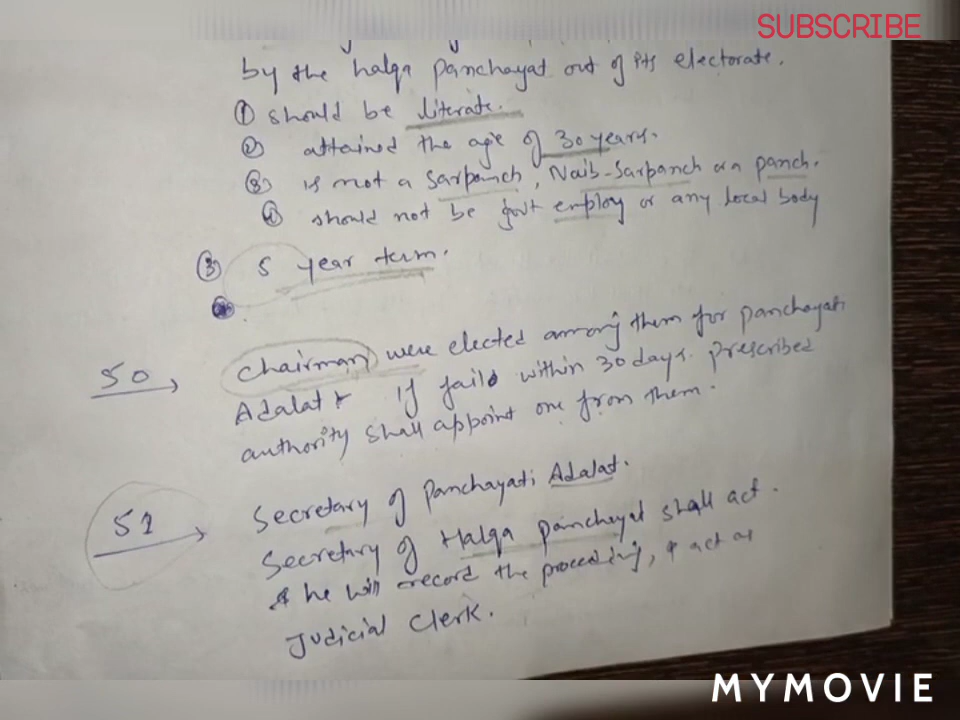 SUBSCRIBE
by the halqa panchayat out of its electorate.
① should be literate.
② attained the age of 30 years.
③ is not a Sarpanch, Naib-Sarpanch or a panch.
④ should not be govt employ or any local body
③ 5 year term.
50 → Chairman were elected among them for panchayati
Adalat. If fails within 30 days. Prescribed
authority shall appoint one from them.
51 → Secretary of Panchayati Adalat.
Secretary of Halqa panchayat shall act.
& he will record the proceeding, & act as
Judicial Clerk.
MYMOVIE